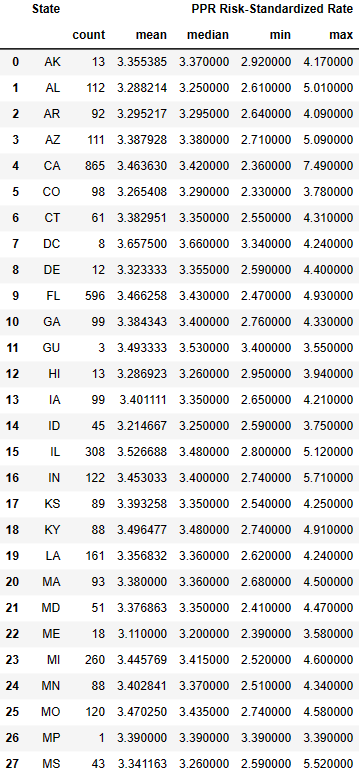 State PPR Risk-Standardized Rate
count mean median min max
0 AK 13 3.355385 3.370000 2.920000 4.170000
1 AL 112 3.288214 3.250000 2.610000 5.010000
2 AR 92 3.295217 3.295000 2.640000 4.090000
3 AZ 111 3.387928 3.380000 2.710000 5.090000
4 CA 865 3.463630 3.420000 2.360000 7.490000
5 CO 98 3.265408 3.290000 2.330000 3.780000
6 CT 61 3.382951 3.350000 2.550000 4.310000
7 DC 8 3.657500 3.660000 3.340000 4.240000
8 DE 12 3.323333 3.355000 2.590000 4.400000
9 FL 596 3.466258 3.430000 2.470000 4.930000
10 GA 99 3.384343 3.400000 2.760000 4.330000
11 GU 3 3.493333 3.530000 3.400000 3.550000
12 HI 13 3.286923 3.260000 2.950000 3.940000
13 IA 99 3.401111 3.350000 2.650000 4.210000
14 ID 45 3.214667 3.250000 2.590000 3.750000
15 IL 308 3.526688 3.480000 2.800000 5.120000
16 IN 122 3.453033 3.400000 2.740000 5.710000
17 KS 89 3.393258 3.350000 2.540000 4.250000
18 KY 88 3.496477 3.480000 2.740000 4.910000
19 LA 161 3.356832 3.360000 2.620000 4.240000
20 MA 93 3.380000 3.360000 2.680000 4.500000
21 MD 51 3.376863 3.350000 2.410000 4.470000
22 ME 18 3.110000 3.200000 2.390000 3.580000
23 MI 260 3.445769 3.415000 2.520000 4.600000
24 MN 88 3.402841 3.370000 2.510000 4.340000
25 MO 120 3.470250 3.435000 2.740000 4.580000
26 MP 1 3.390000 3.390000 3.390000 3.390000
27 MS 43 3.341163 3.260000 2.590000 5.520000